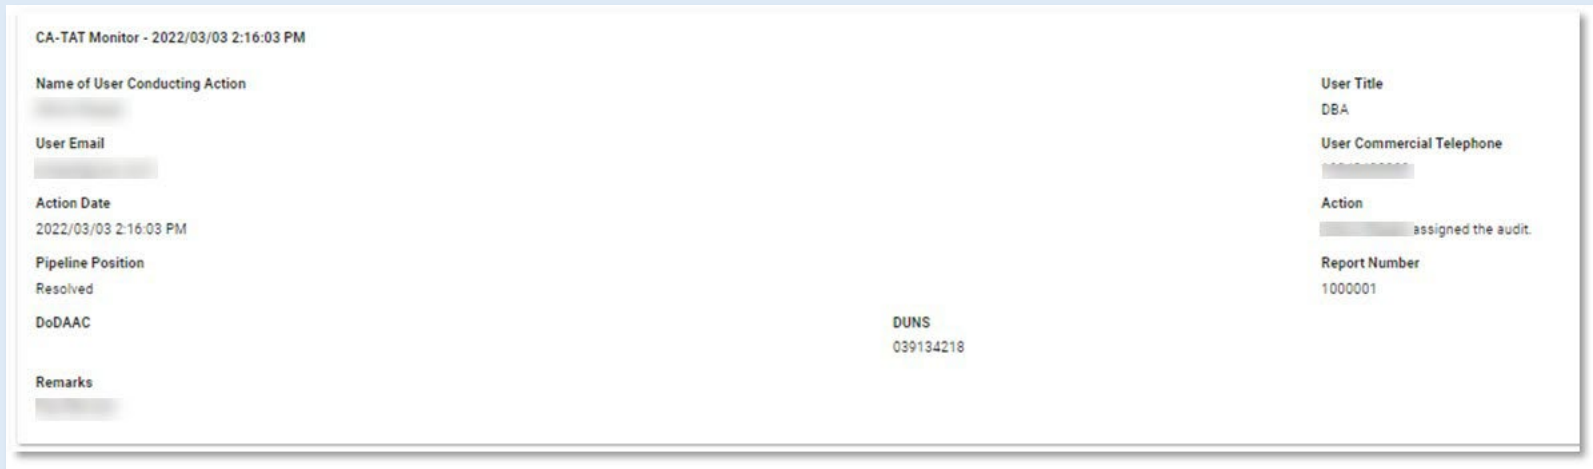 CA-TAT Monitor - 2022/03/03 2:16:03 PM
Name of User Conducting Action
User Title
DBA
User Email
User Commercial Telephone
Action Date
2022/03/03 2:16:03 PM
Action
assigned the audit.
Pipeline Position
Resolved
Report Number
1000001
DoDAAC
DUNS
039134218
Remarks